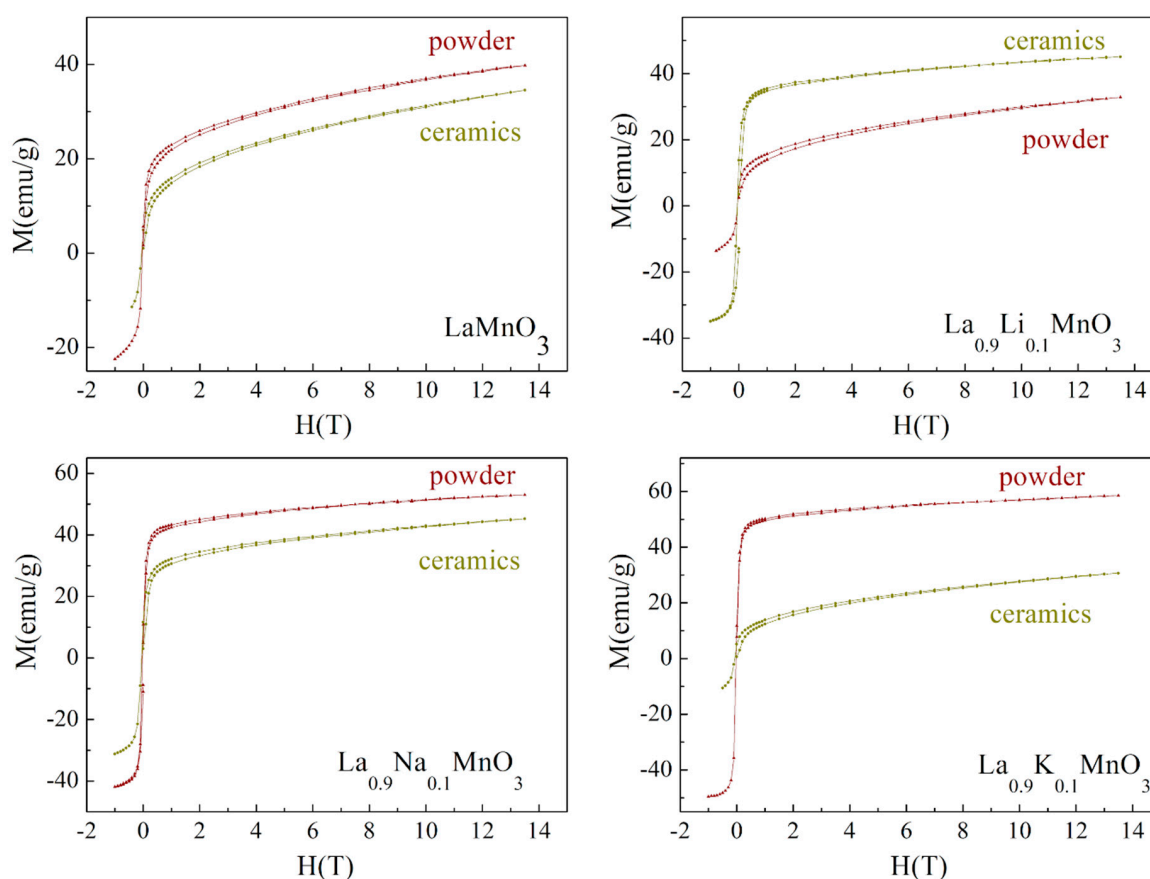 powder
ceramics
40
20
0
-20
M(emu/g)
LaMnO3
-2 0 2 4 6 8 10 12 14
H(T)
ceramics
powder
40
20
0
-20
-40
M(emu/g)
La0.9Li0.1MnO3
-2 0 2 4 6 8 10 12 14
H(T)
powder
ceramics
60
40
20
0
-20
-40
M(emu/g)
La0.9Na0.1MnO3
-2 0 2 4 6 8 10 12 14
H(T)
powder
ceramics
60
40
20
0
-20
-40
M(emu/g)
La0.9K0.1MnO3
-2 0 2 4 6 8 10 12 14
H(T)